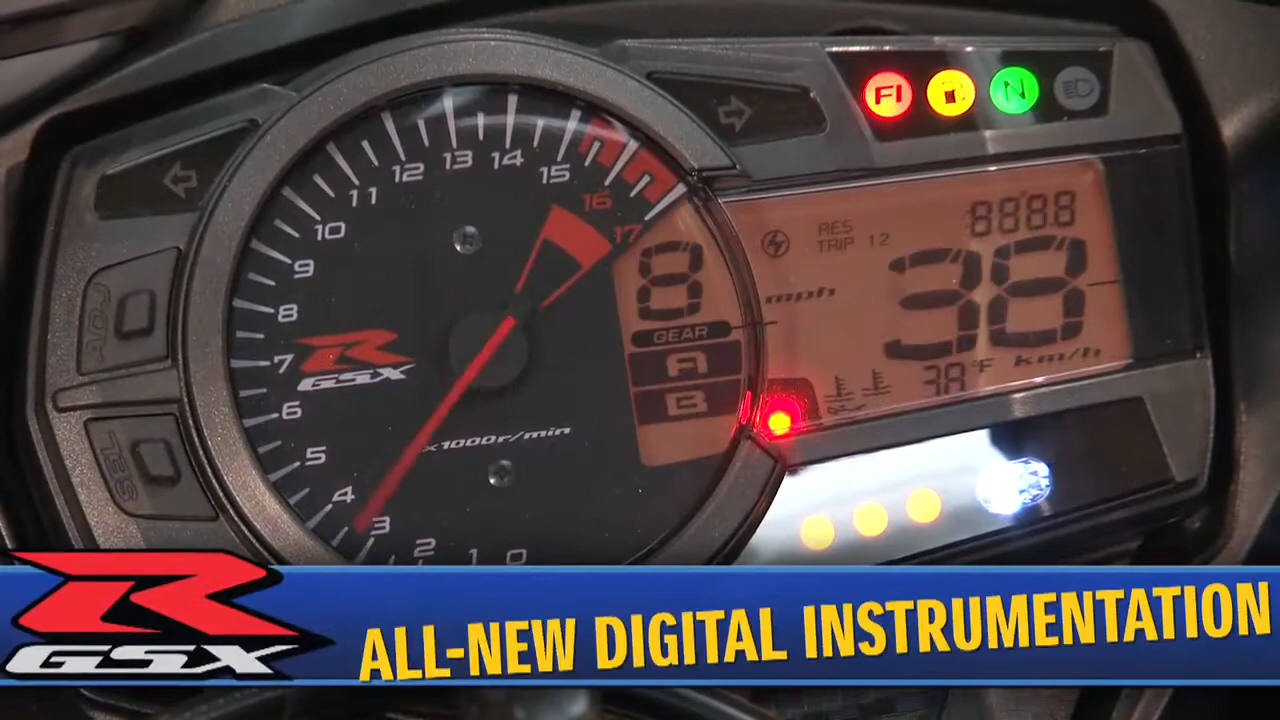 FI N
14
13
12
15
11
16
10
17
9
8
7
6
5
4
3
2
1
0
ADJ
SEL
R
GSX
x1000r/min
8
GEAR
A
B
RES
TRIP 12
8888
mph
38
km/h
°F
R
GSX
ALL-NEW DIGITAL INSTRUMENTATION